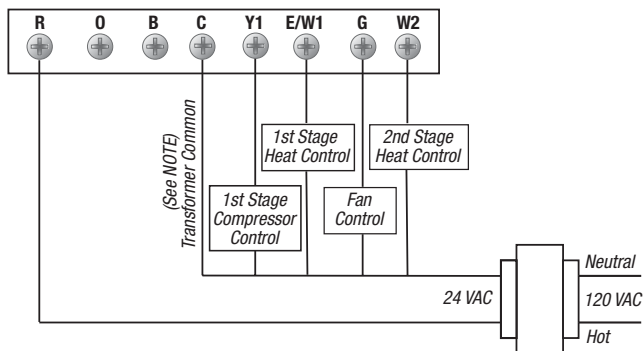 R O B C Y1 E/W1 G W2
(See NOTE)
Transformer Common
1st Stage
Heat Control
2nd Stage
Heat Control
1st Stage
Compressor
Control
Fan
Control
24 VAC
Neutral
120 VAC
Hot